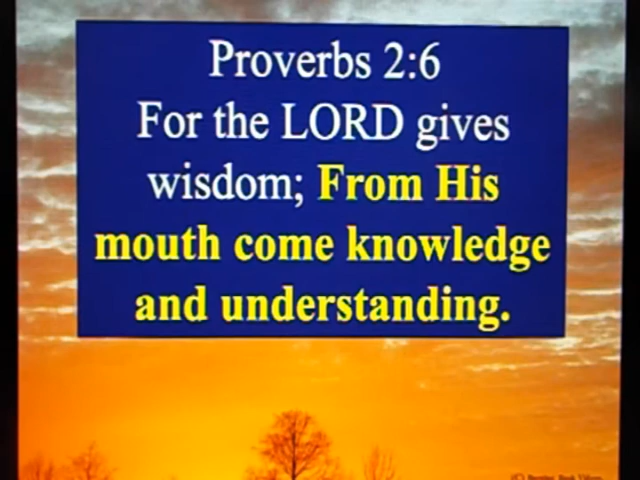 Proverbs 2:6
For the LORD gives
wisdom; From His
mouth come knowledge
and understanding.